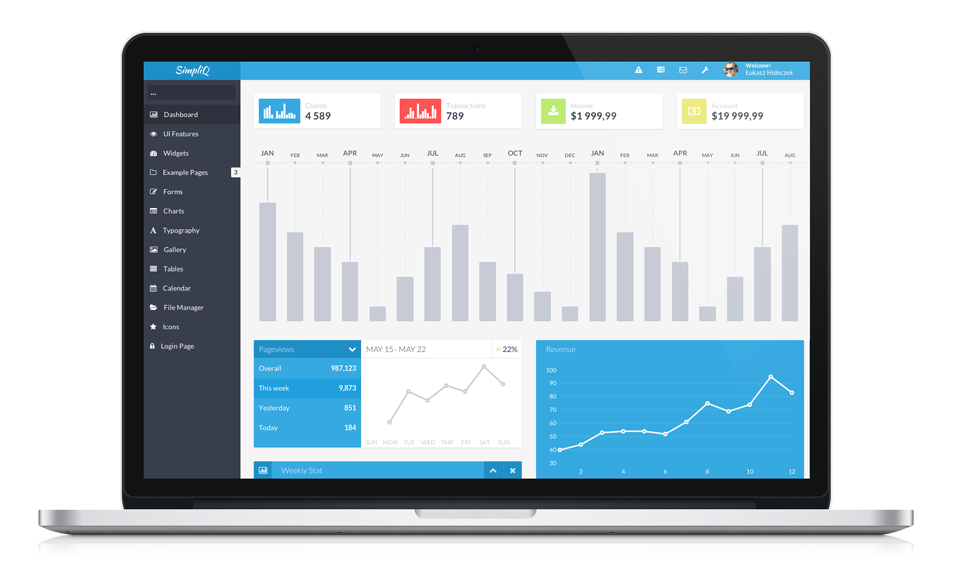 SimpliQ
Welcome!
Łukasz Holeczek
...
Dashboard
UI Features
Widgets
Example Pages 3
Forms
Charts
Typography
Gallery
Tables
Calendar
File Manager
Icons
Login Page
Clients
4 589
Transactions
789
Income
$1 999,99
Account
$19 999,99
JAN FEB MAR APR MAY JUN JUL AUG SEP OCT NOV DEC JAN FEB MAR APR MAY JUN JUL AUG
Pageviews
Overall 987,123
This week 9,873
Yesterday 851
Today 184
MAY 15 - MAY 22 22%
SUN MON TUE WED THR FRI SAT SUN
Weekly Stat
Revenue
100
90
80
70
60
50
40
30
2 4 6 8 10 12